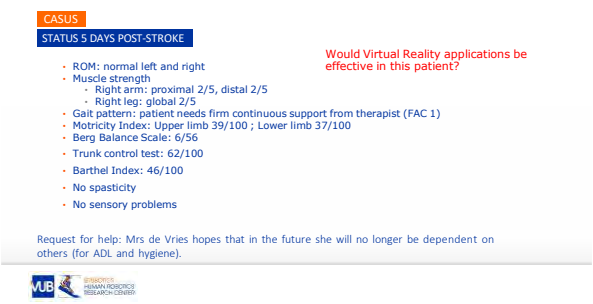 CASUS
STATUS 5 DAYS POST-STROKE
Would Virtual Reality applications be
effective in this patient?
• ROM: normal left and right
• Muscle strength
• Right arm: proximal 2/5, distal 2/5
• Right leg: global 2/5
• Gait pattern: patient needs firm continuous support from therapist (FAC 1)
• Motricity Index: Upper limb 39/100 ; Lower limb 37/100
• Berg Balance Scale: 6/56
• Trunk control test: 62/100
• Barthel Index: 46/100
• No spasticity
• No sensory problems
Request for help: Mrs de Vries hopes that in the future she will no longer be dependent on
others (for ADL and hygiene).
VUB
HUMAN ROBOTICS
RESEARCH CENTER